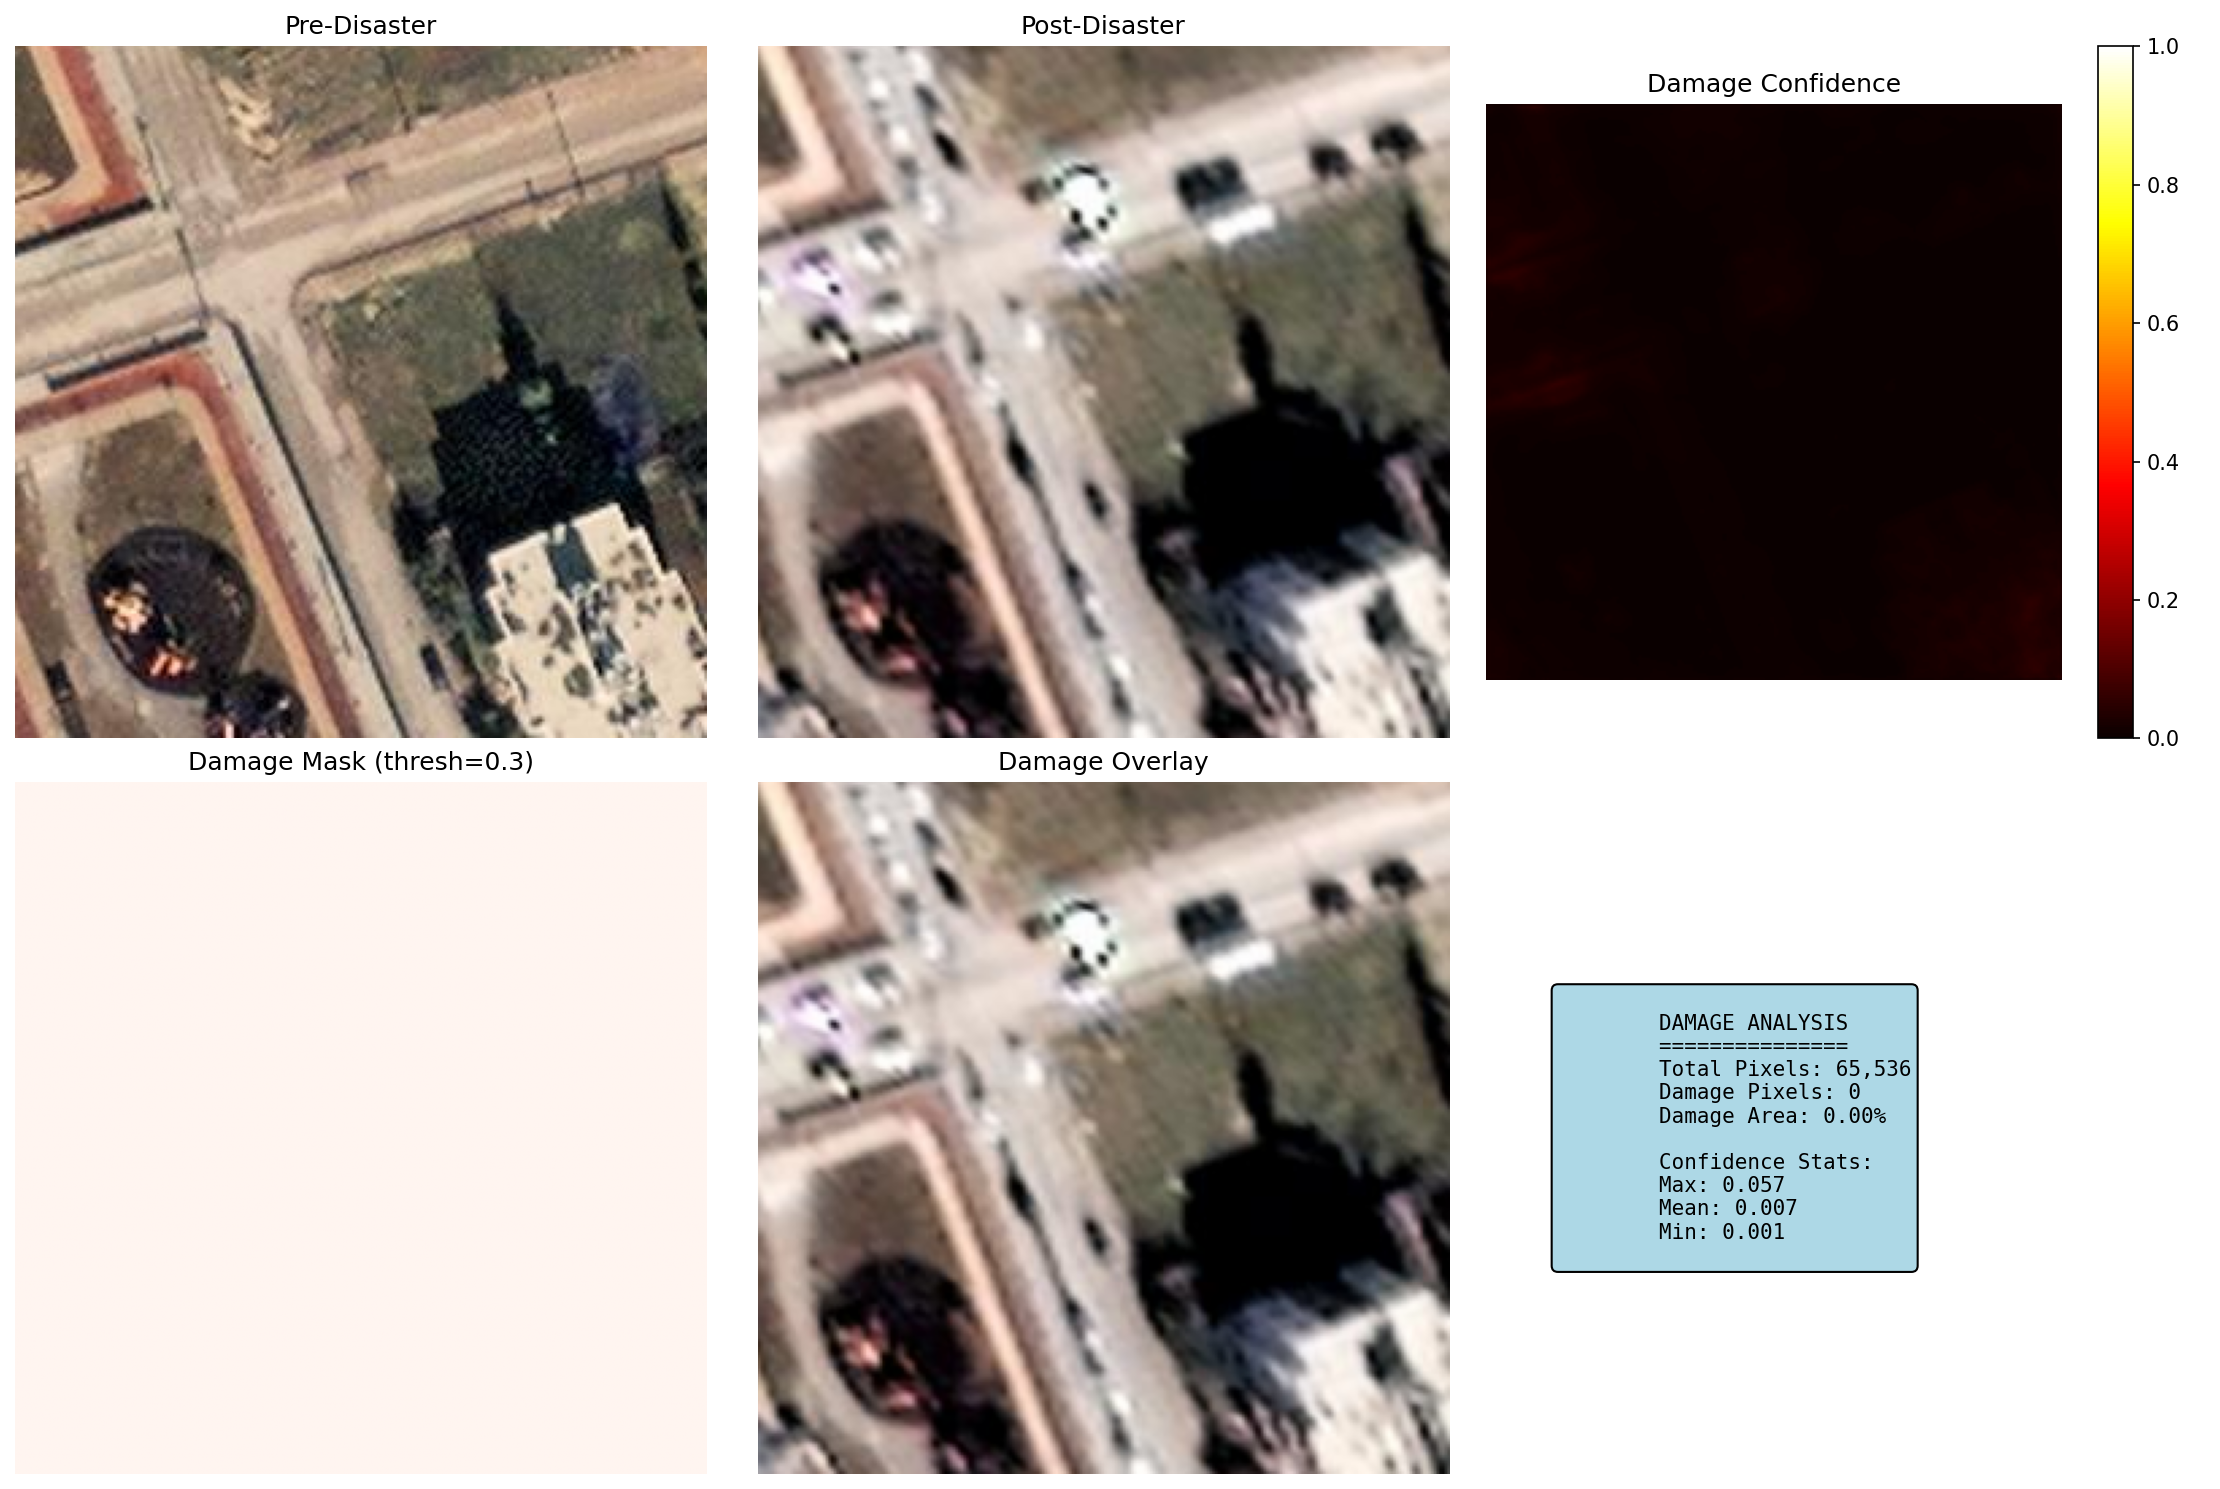 Pre-Disaster
Post-Disaster
Damage Confidence
1.0
0.8
0.6
0.4
0.2
0.0
Damage Mask (thresh=0.3)
Damage Overlay
DAMAGE ANALYSIS
===============
Total Pixels: 65,536
Damage Pixels: 0
Damage Area: 0.00%
Confidence Stats:
Max: 0.057
Mean: 0.007
Min: 0.001